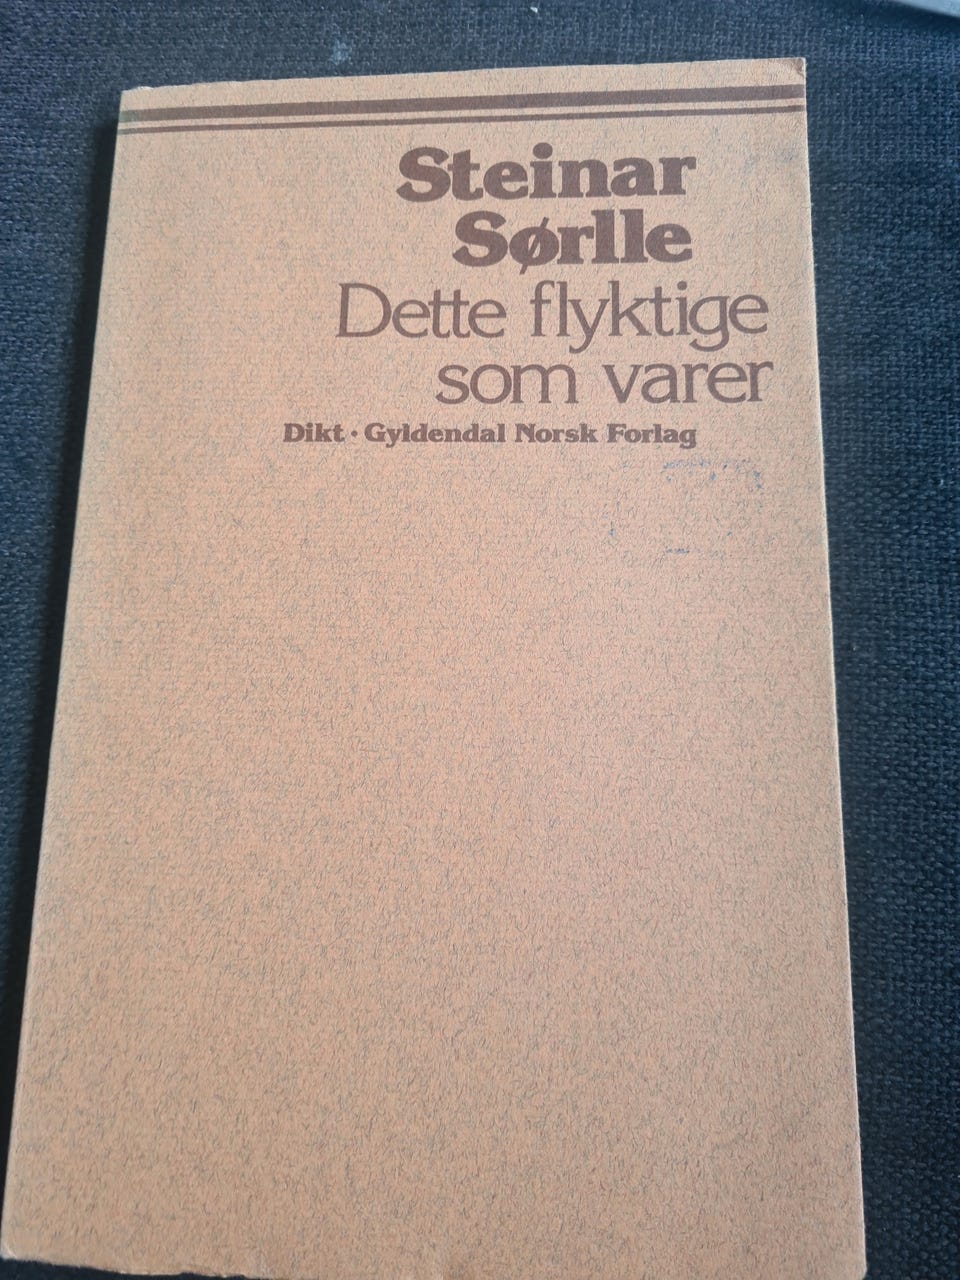 Steinar
Sørlle
Dette flyktige
som varer
Dikt • Gyldendal Norsk Forlag